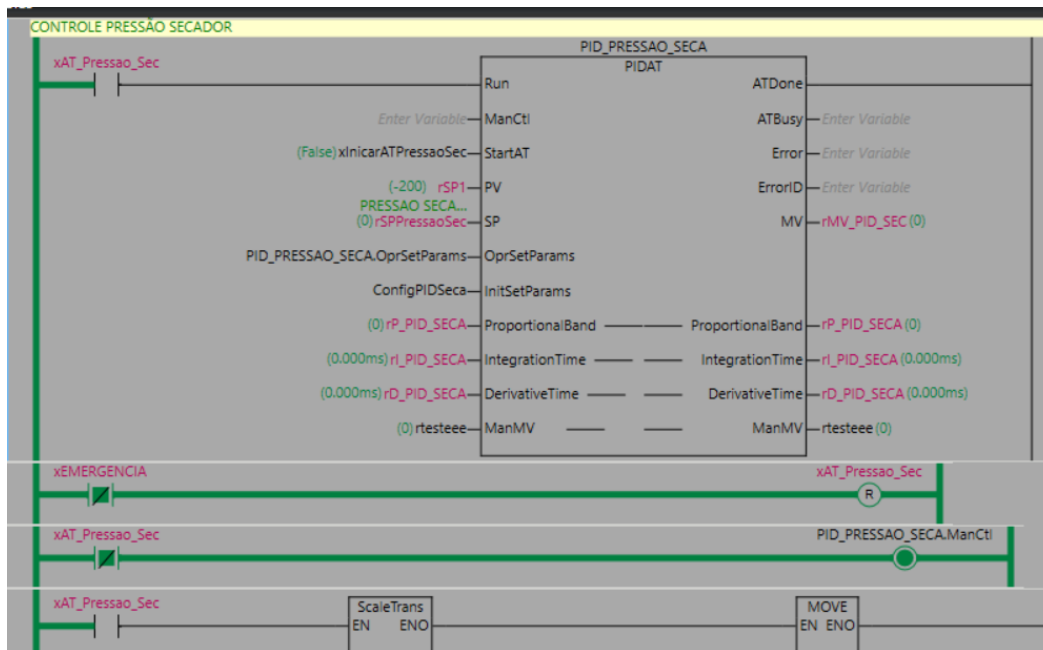 CONTROLE PRESSÃO SECADOR
PID_PRESSAO_SECA
xAT_Pressao_Sec
PIDAT
Run ATDone
Enter Variable ManCtl ATBusy Enter Variable
(False) xInicarATPressaoSec StartAT Error Enter Variable
(-200) rSP1 PV ErrorID Enter Variable
PRESSAO SECA...
(0) rSPPressaoSec SP MV rMV_PID_SEC (0)
PID_PRESSAO_SECA.OprSetParams OprSetParams
ConfigPIDSeca InitSetParams
(0) rP_PID_SECA ProportionalBand ProportionalBand rP_PID_SECA (0)
(0.000ms) rI_PID_SECA IntegrationTime IntegrationTime rI_PID_SECA (0.000ms)
(0.000ms) rD_PID_SECA DerivativeTime DerivativeTime rD_PID_SECA (0.000ms)
(0) rtesteee ManMV ManMV rtesteee (0)
xEMERGENCIA xAT_Pressao_Sec
R
xAT_Pressao_Sec PID_PRESSAO_SECA.ManCtl
xAT_Pressao_Sec ScaleTrans MOVE
EN ENO EN ENO